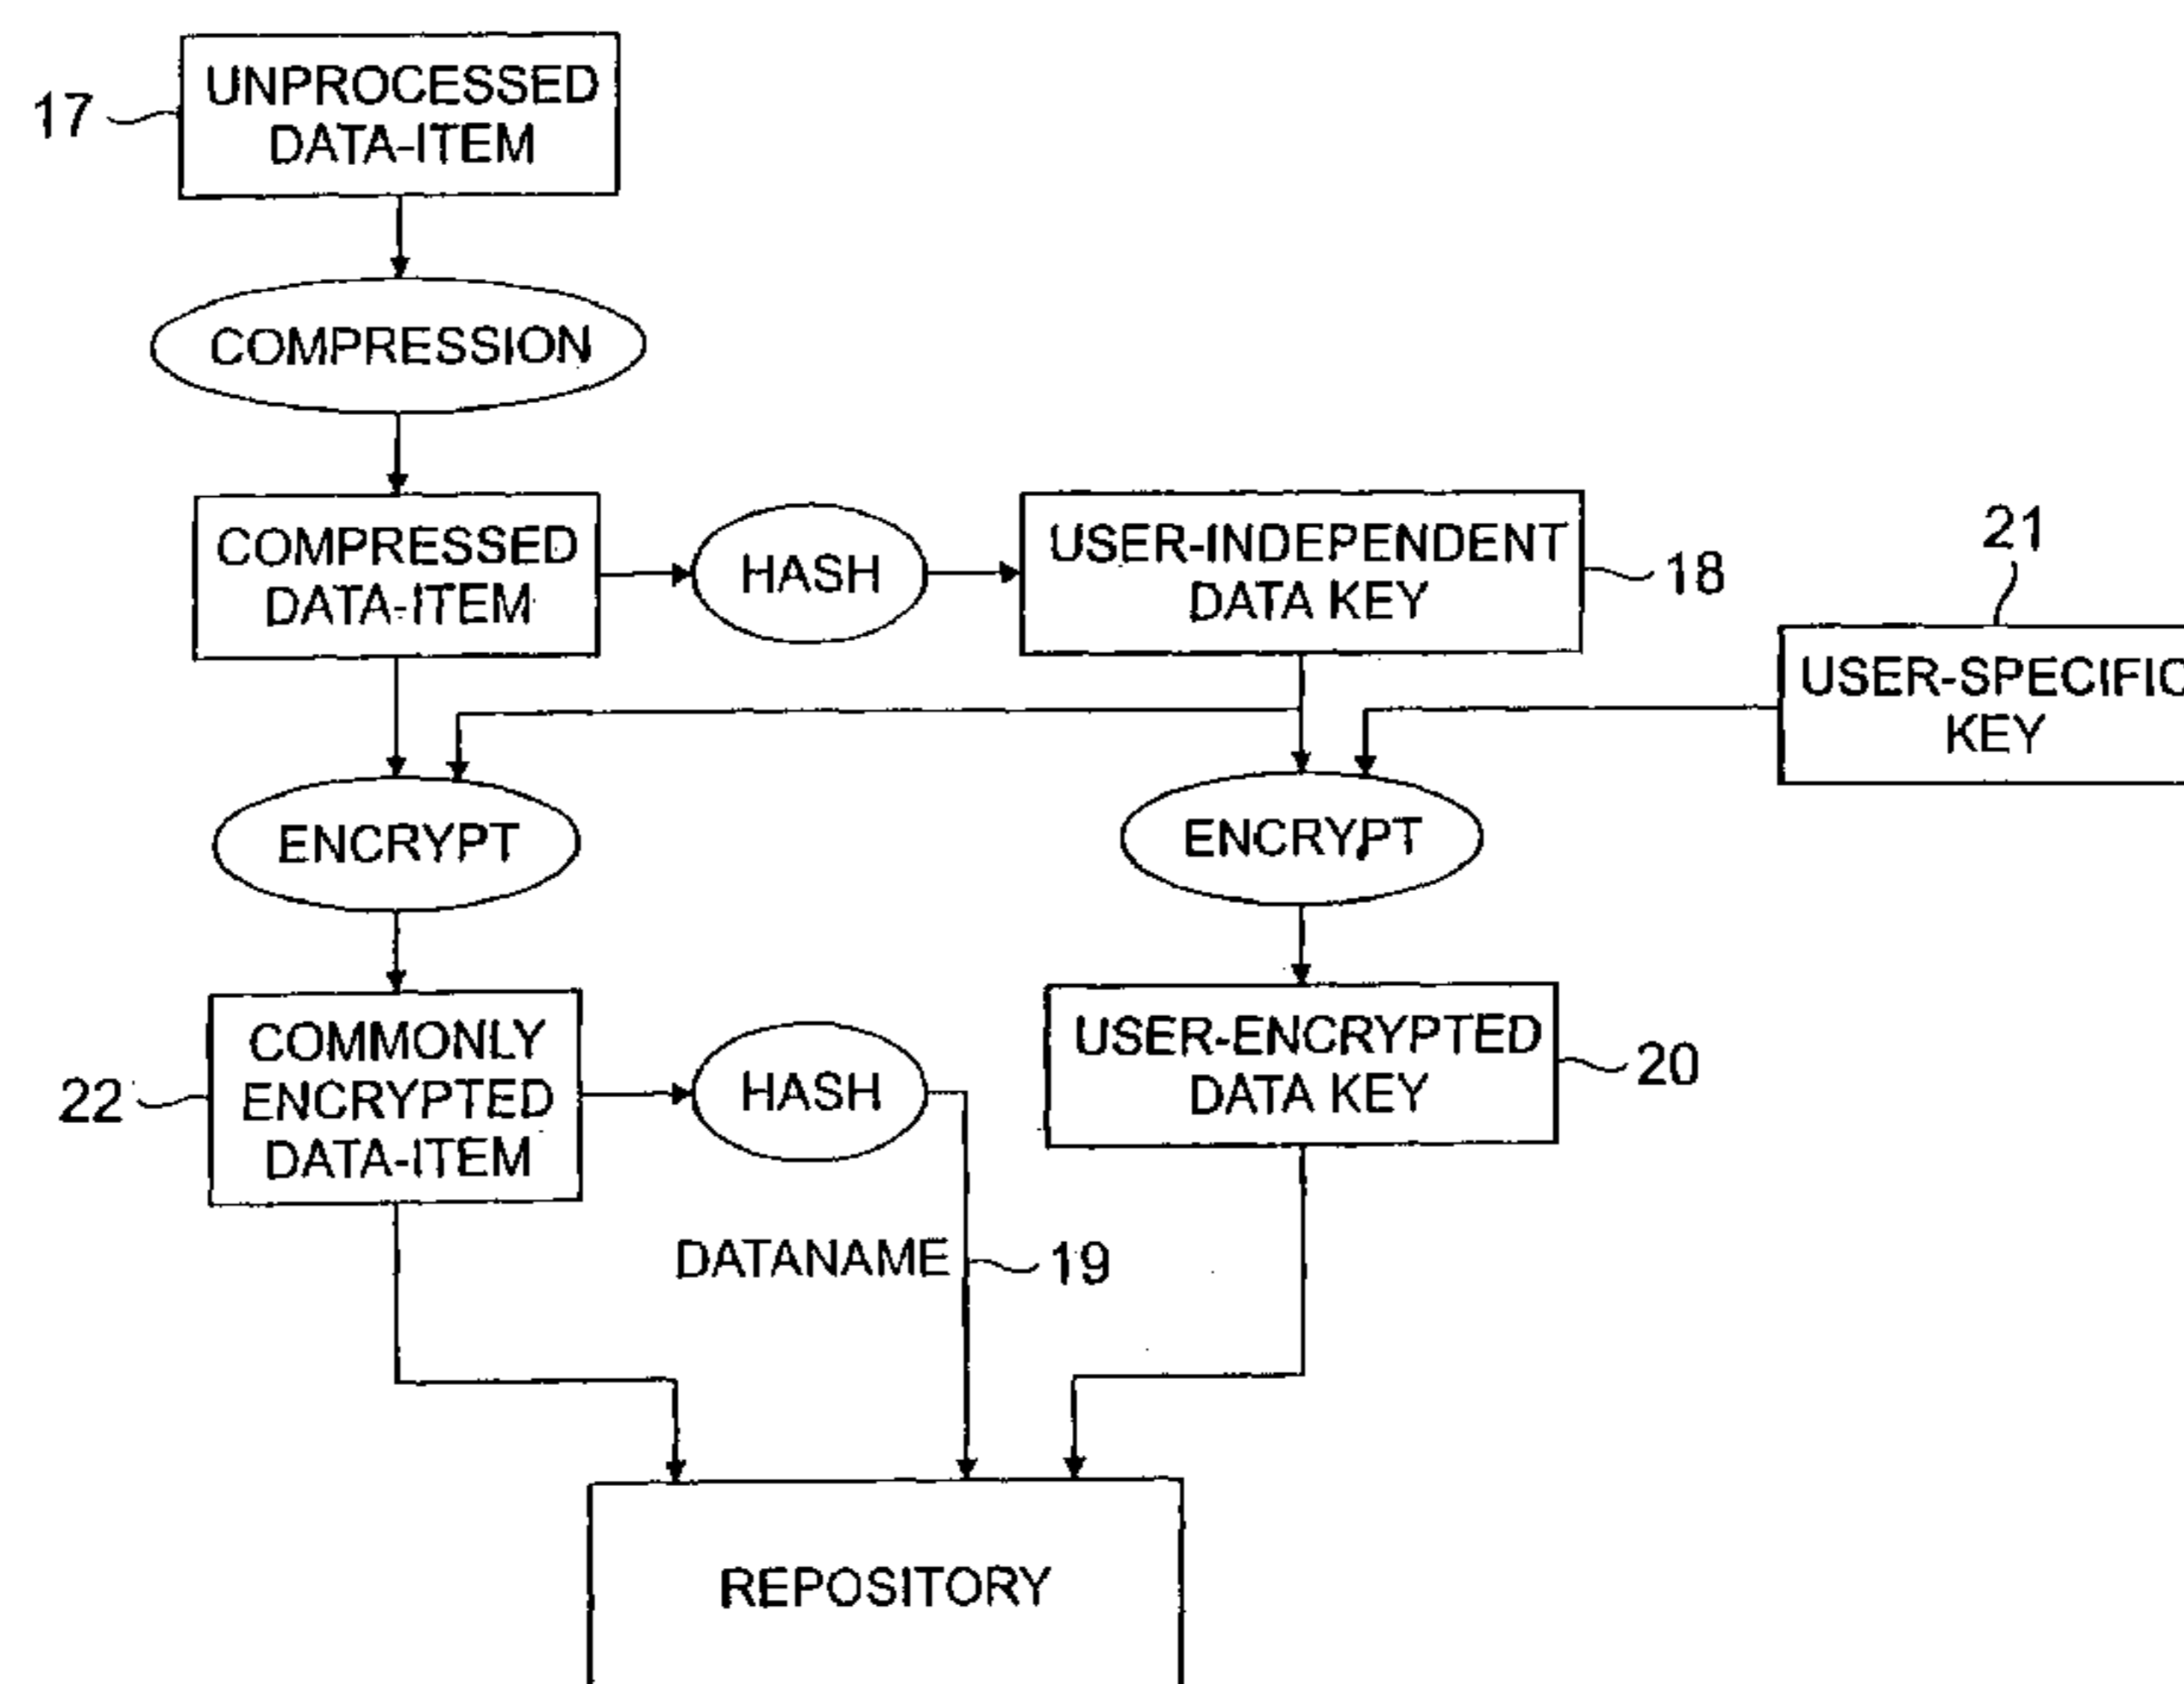 UNPROCESSED
DATA-ITEM
17
COMPRESSION
COMPRESSED
DATA-ITEM
HASH
USER-INDEPENDENT
DATA KEY
18
21
USER-SPECIFIC
KEY
ENCRYPT
ENCRYPT
COMMONLY
ENCRYPTED
DATA-ITEM
22
HASH
USER-ENCRYPTED
DATA KEY
20
DATANAME
19
REPOSITORY